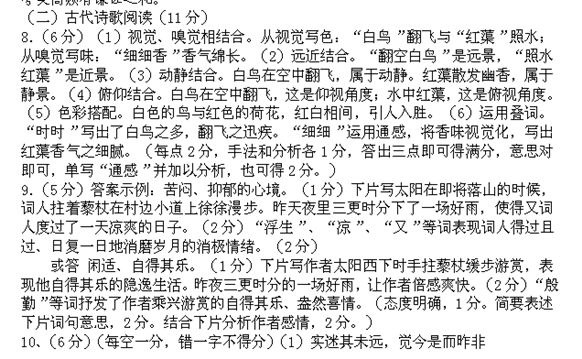 （二）古代诗歌阅读（11 分）
8.（6 分）（1）视觉、嗅觉相结合。从视觉写色：“白鸟”翻飞与“红蕖”照水；
从嗅觉写味：“细细香”香气绵长。（2）远近结合。“翻空白鸟”是远景，“照水
红蕖”是近景。（3）动静结合。白鸟在空中翻飞，属于动静。红蕖散发幽香，属于
静景。（4）俯仰结合。白鸟在空中翻飞，这是仰视角度；水中红蕖，这是俯视角度。
（5）色彩搭配。白色的鸟与红色的荷花，红白相间，引人入胜。（6）运用叠词。
“时时”写出了白鸟之多，翻飞之迅疾。“细细”运用通感，将香味视觉化，写出
红蕖香气之细腻。（每点 2 分，手法和分析各 1 分，答出三点即可得满分，意思对
即可，单写“通感”并加以分析，也可得 2 分。）
9.（5 分）答案示例：苦闷、抑郁的心境。（1 分）下片写太阳在即将落山的时候，
词人拄着藜杖在村边小道上徐徐漫步。昨天夜里三更时分下了一场好雨，使得又词
人度过了一天凉爽的日子。（2 分）“浮生”、“凉”、“又”等词表现词人得过且
过、日复一日地消磨岁月的消极情绪。（2 分）
或答 闲适、自得其乐。（1 分）下片写作者太阳西下时手拄藜杖缓步游赏，表
现他自得其乐的隐逸生活。昨夜三更时分的一场好雨，让作者倍感爽快。（2 分）“殷
勤”等词抒发了作者乘兴游赏的自得其乐、盎然喜情。（态度明确，1 分。简要表述
下片词句意思，2 分。结合下片分析作者感情，2 分。）
10、（6 分）（每空一分，错一字不得分）（1）实迷其未远，觉今是而昨非